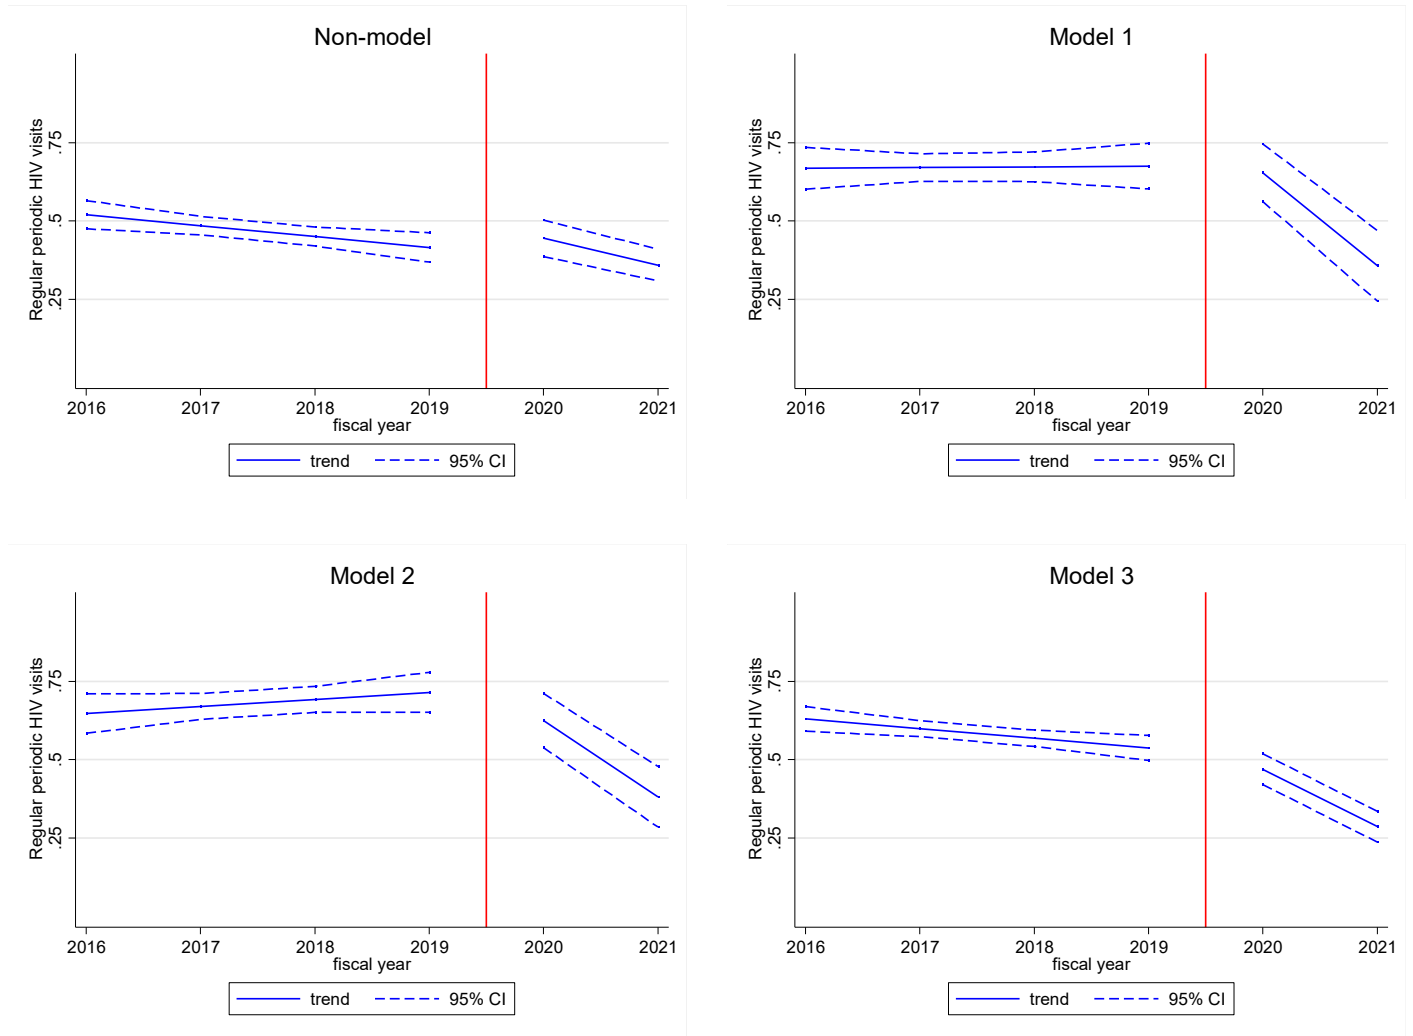 Non-model
Regular periodic HIV visits
.75
.5
.25
2016 2017 2018 2019 2020 2021
fiscal year
trend 95% CI
Model 1
Regular periodic HIV visits
.75
.5
.25
2016 2017 2018 2019 2020 2021
fiscal year
trend 95% CI
Model 2
Regular periodic HIV visits
.75
.5
.25
2016 2017 2018 2019 2020 2021
fiscal year
trend 95% CI
Model 3
Regular periodic HIV visits
.75
.5
.25
2016 2017 2018 2019 2020 2021
fiscal year
trend 95% CI